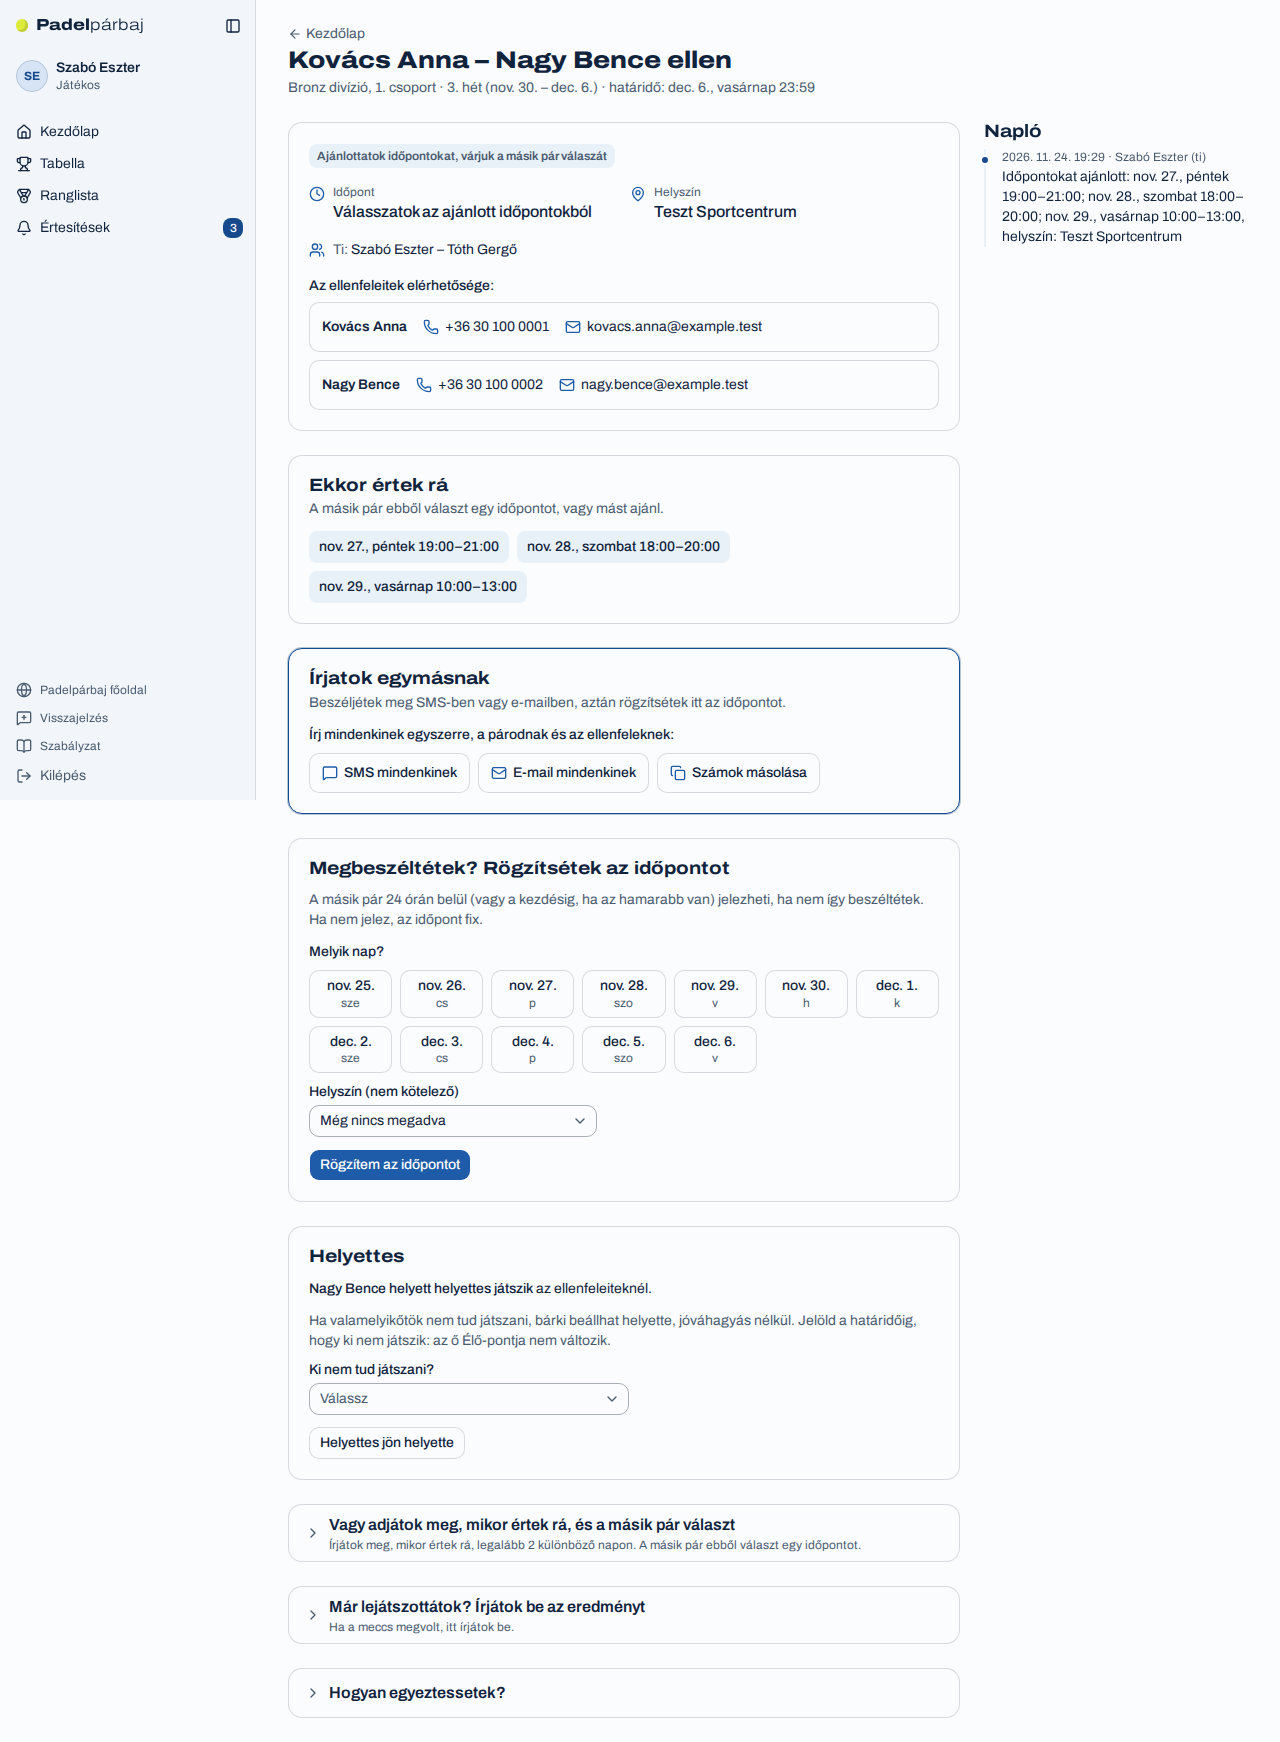 Padelpárbaj
SE
Szabó Eszter
Játékos
Kezdőlap
Tabella
Ranglista
Értesítések
3
Padelpárbaj főoldal
Visszajelzés
Szabályzat
Kilépés
Kezdőlap
Kovács Anna – Nagy Bence ellen
Bronz divízió, 1. csoport · 3. hét (nov. 30. – dec. 6.) · határidő: dec. 6., vasárnap 23:59
Ajánlottatok időpontokat, várjuk a másik pár válaszát
Időpont
Válasszatok az ajánlott időpontokból
Helyszín
Teszt Sportcentrum
Ti: Szabó Eszter – Tóth Gergő
Az ellenfeleitek elérhetősége:
Kovács Anna +36 30 100 0001 kovacs.anna@example.test
Nagy Bence +36 30 100 0002 nagy.bence@example.test
Ekkor értek rá
A másik pár ebből választ egy időpontot, vagy mást ajánl.
nov. 27., péntek 19:00–21:00
nov. 28., szombat 18:00–20:00
nov. 29., vasárnap 10:00–13:00
Írjatok egymásnak
Beszéljétek meg SMS-ben vagy e-mailben, aztán rögzítsétek itt az időpontot.
Írj mindenkinek egyszerre, a párodnak és az ellenfeleknek:
SMS mindenkinek
E-mail mindenkinek
Számok másolása
Megbeszéltétek? Rögzítsétek az időpontot
A másik pár 24 órán belül (vagy a kezdésig, ha az hamarabb van) jelezheti, ha nem így beszéltétek.
Ha nem jelez, az időpont fix.
Melyik nap?
nov. 25. nov. 26. nov. 27. nov. 28. nov. 29. nov. 30. dec. 1.
sze cs p szo v h k
dec. 2. dec. 3. dec. 4. dec. 5. dec. 6.
sze cs p szo v
Helyszín (nem kötelező)
Még nincs megadva
Rögzítem az időpontot
Helyettes
Nagy Bence helyett helyettes játszik az ellenfeleiteknél.
Ha valamelyikőtök nem tud játszani, bárki beállhat helyette, jóváhagyás nélkül. Jelöld a határidőig,
hogy ki nem játszik: az ő Élő-pontja nem változik.
Ki nem tud játszani?
Válassz
Helyettes jön helyette
Vagy adjátok meg, mikor értek rá, és a másik pár választ
Írjátok meg, mikor értek rá, legalább 2 különböző napon. A másik pár ebből választ egy időpontot.
Már lejátszottátok? Írjátok be az eredményt
Ha a meccs megvolt, itt írjátok be.
Hogyan egyeztessetek?
Napló
2026. 11. 24. 19:29 · Szabó Eszter (ti)
Időpontokat ajánlott: nov. 27., péntek
19:00–21:00; nov. 28., szombat 18:00–
20:00; nov. 29., vasárnap 10:00–13:00,
helyszín: Teszt Sportcentrum